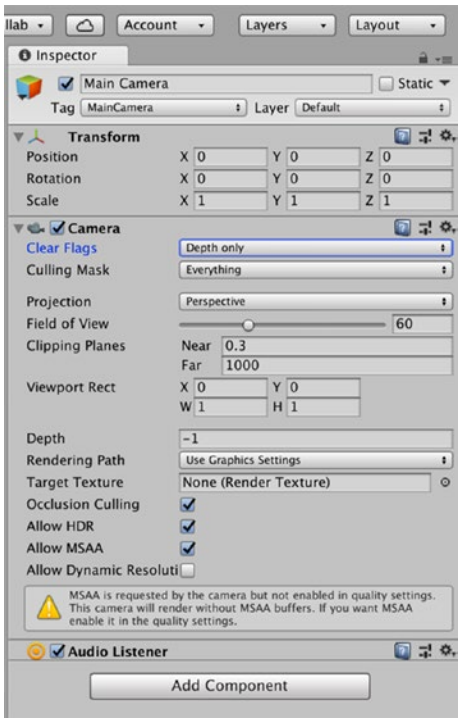 llab Account Layers Layout
Inspector
Main Camera Static
Tag MainCamera Layer Default
Transform
Position X 0 Y 0 Z 0
Rotation X 0 Y 0 Z 0
Scale X 1 Y 1 Z 1
Camera
Clear Flags Depth only
Culling Mask Everything
Projection Perspective
Field of View 60
Clipping Planes Near 0.3
Far 1000
Viewport Rect X 0 Y 0
W 1 H 1
Depth -1
Rendering Path Use Graphics Settings
Target Texture None (Render Texture)
Occlusion Culling
Allow HDR
Allow MSAA
Allow Dynamic Resoluti
MSAA is requested by the camera but not enabled in quality settings.
This camera will render without MSAA buffers. If you want MSAA
enable it in the quality settings.
Audio Listener
Add Component